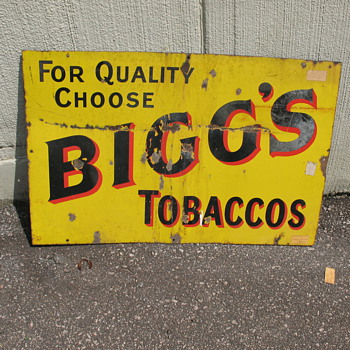 FOR QUALITY
CHOOSE
BIGG'S
TOBACCOS